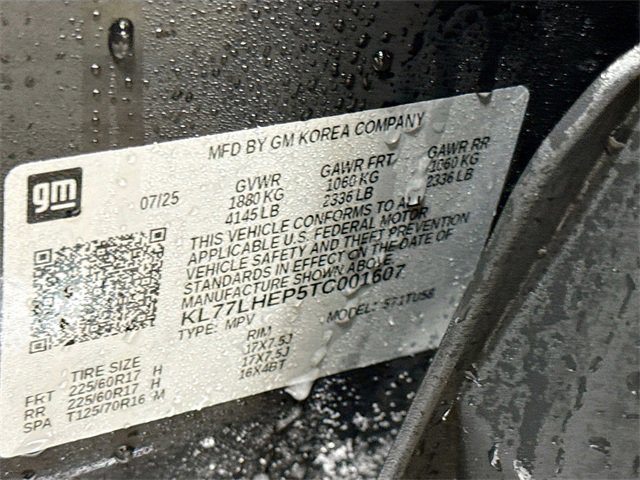 MFD BY GM KOREA COMPANY
gm
07/25
GVWR GAWR FRT GAWR RR
1880 KG 1060 KG 1060 KG
4145 LB 2336 LB 2336 LB
THIS VEHICLE CONFORMS TO ALL
APPLICABLE U.S. FEDERAL MOTOR
VEHICLE SAFETY AND THEFT PREVENTION
STANDARDS IN EFFECT ON THE DATE OF
MANUFACTURE SHOWN ABOVE
KL77LHEP5TC001607
TYPE: MPV MODEL:
TIRE SIZE RIM
FRT 225/60R17 H 17X7.5J
RR 225/60R17 H 17X7.5J
SPA T125/70R16 M 16X4BT